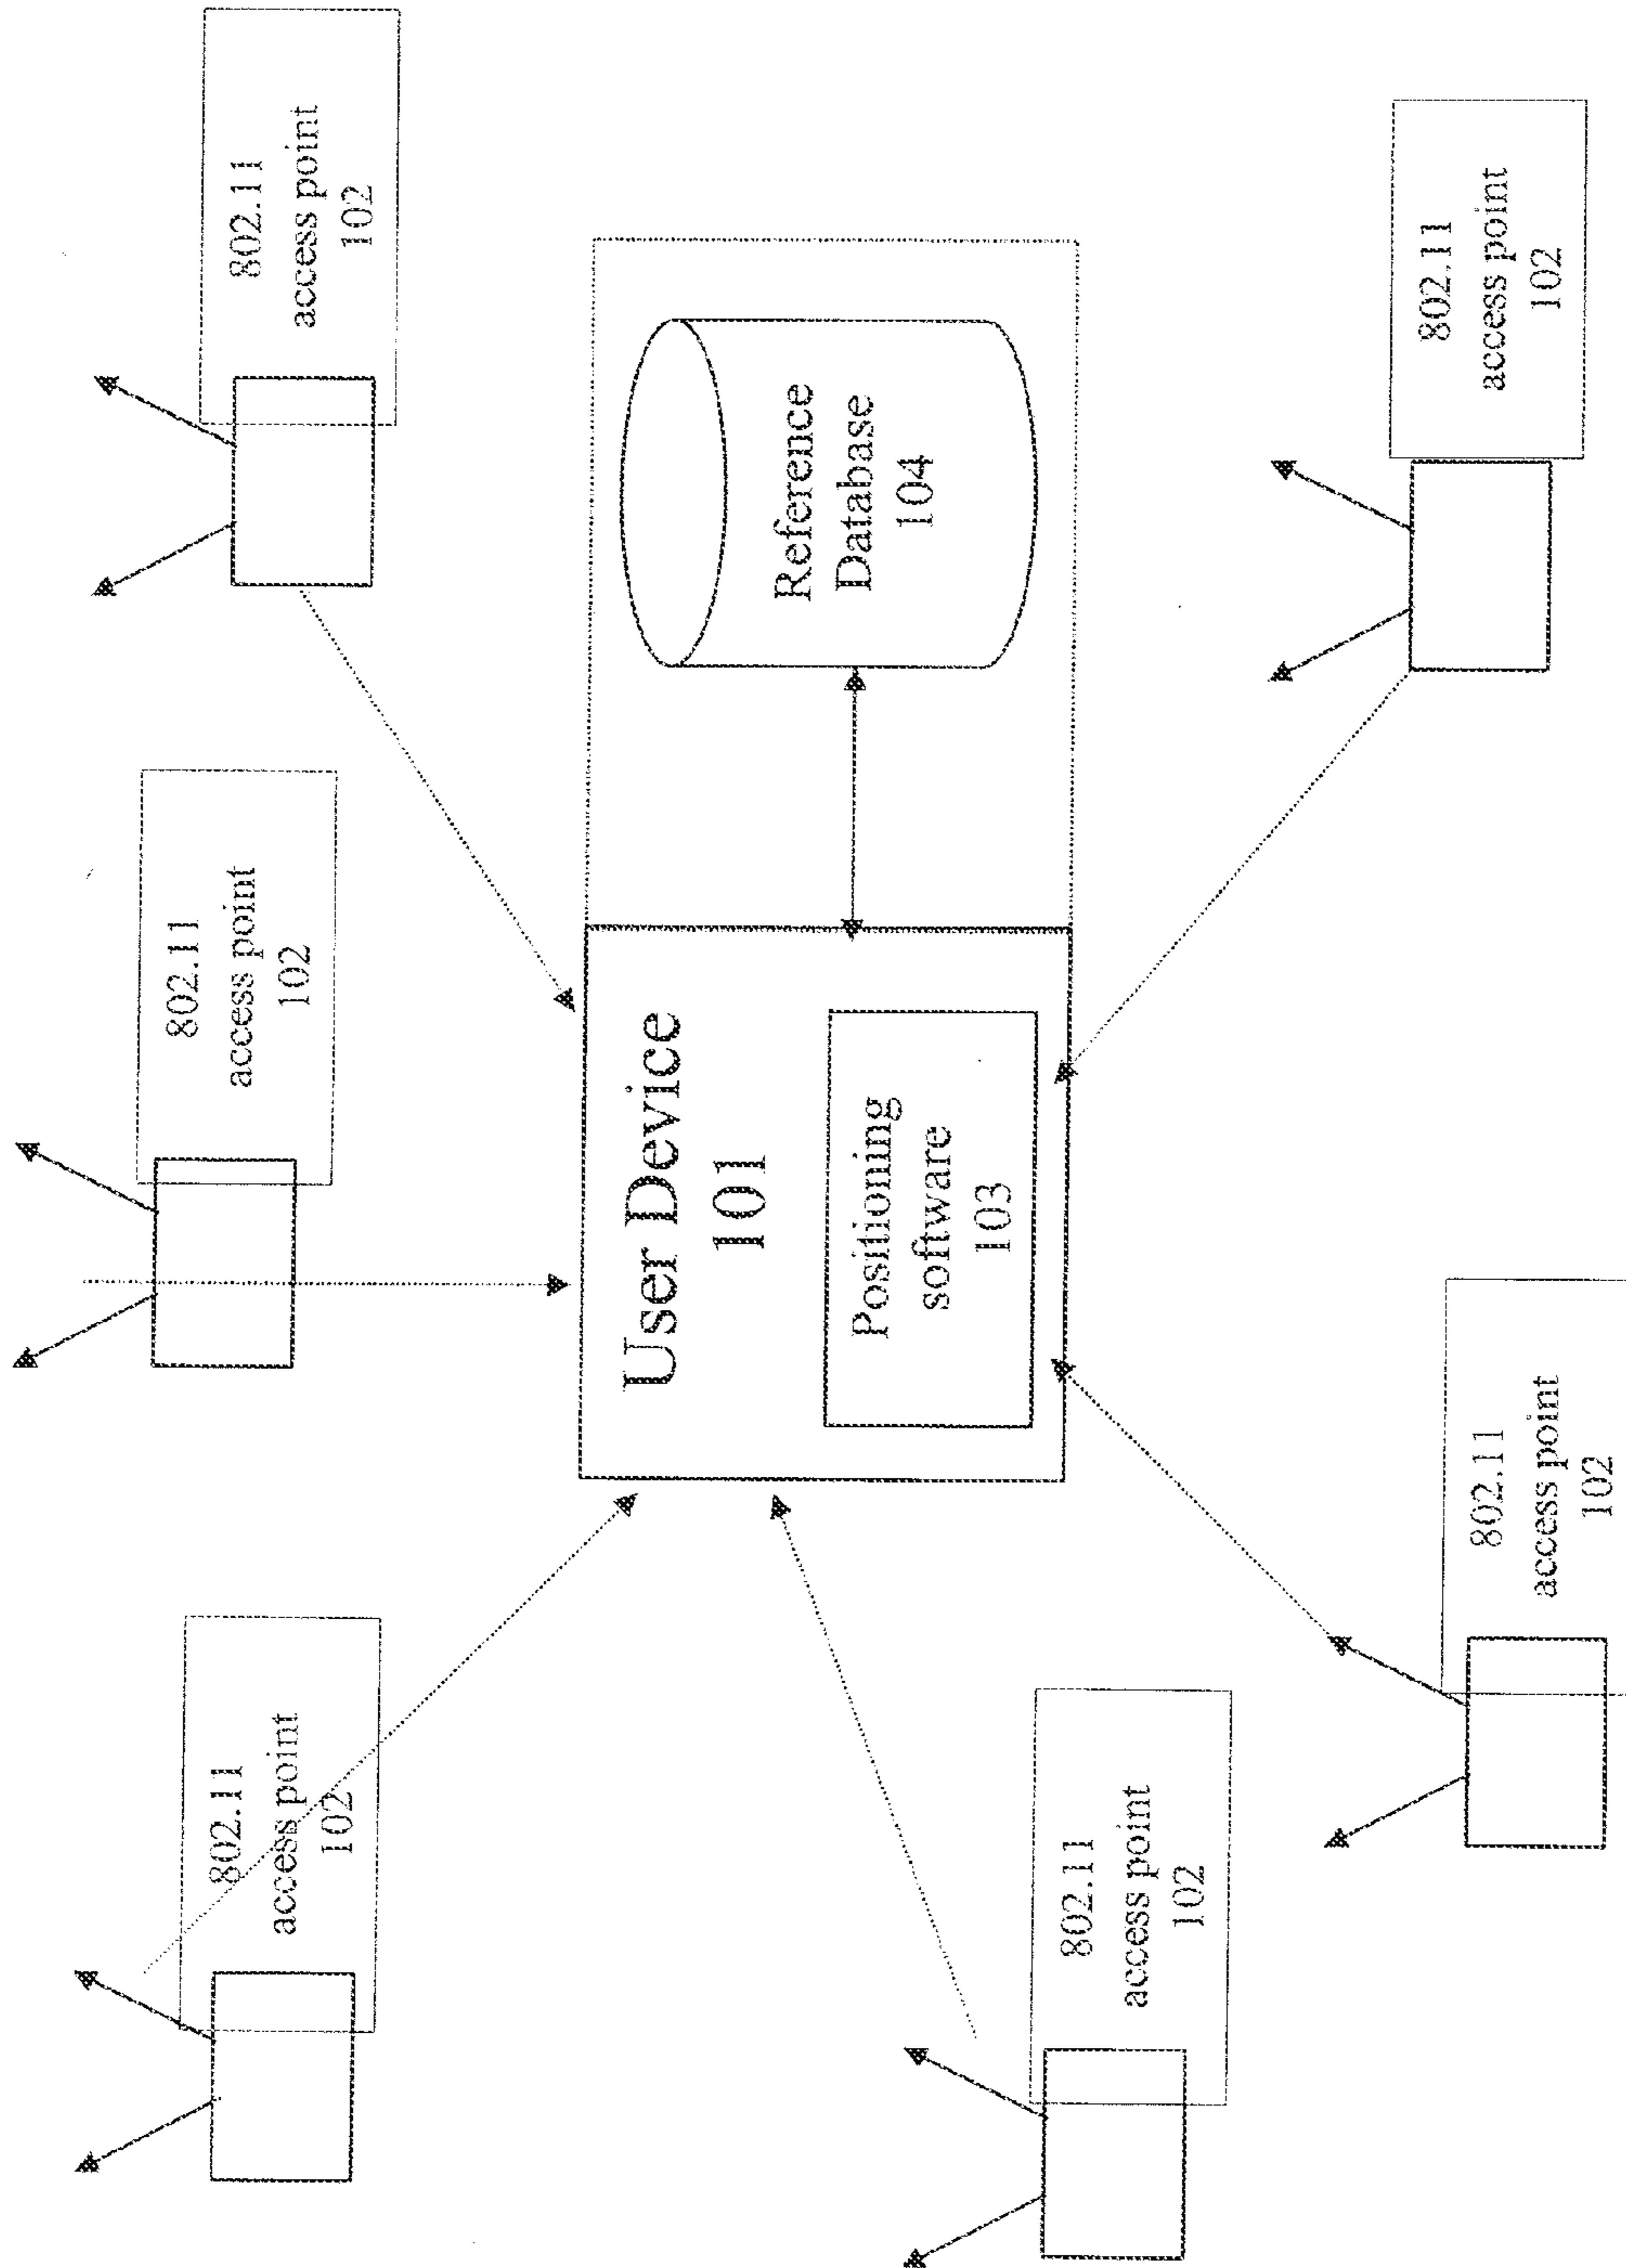 802.11
access point
102
802.11
access point
102
802.11
access point
102
User Device
101
Positioning
software
103
Reference
Database
104
802.11
access point
102
802.11
access point
102
802.11
access point
102